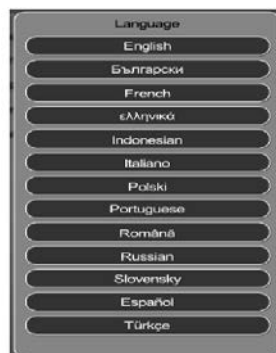 Language
English
Български
French
ελληνικά
Indonesian
Italiano
Polski
Portuguese
Română
Russian
Slovensky
Español
Türkçe